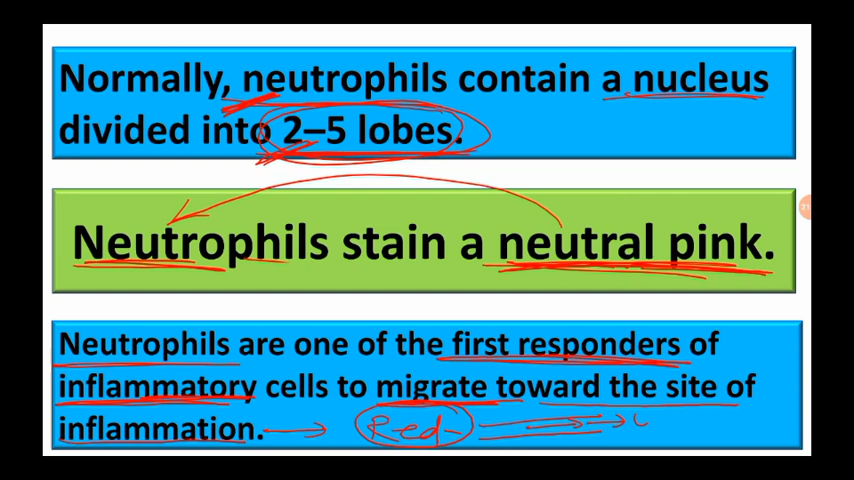 Normally, neutrophils contain a nucleus
divided into 2–5 lobes.
Neutrophils stain a neutral pink.
Neutrophils are one of the first responders of
inflammatory cells to migrate toward the site of
inflammation. Red